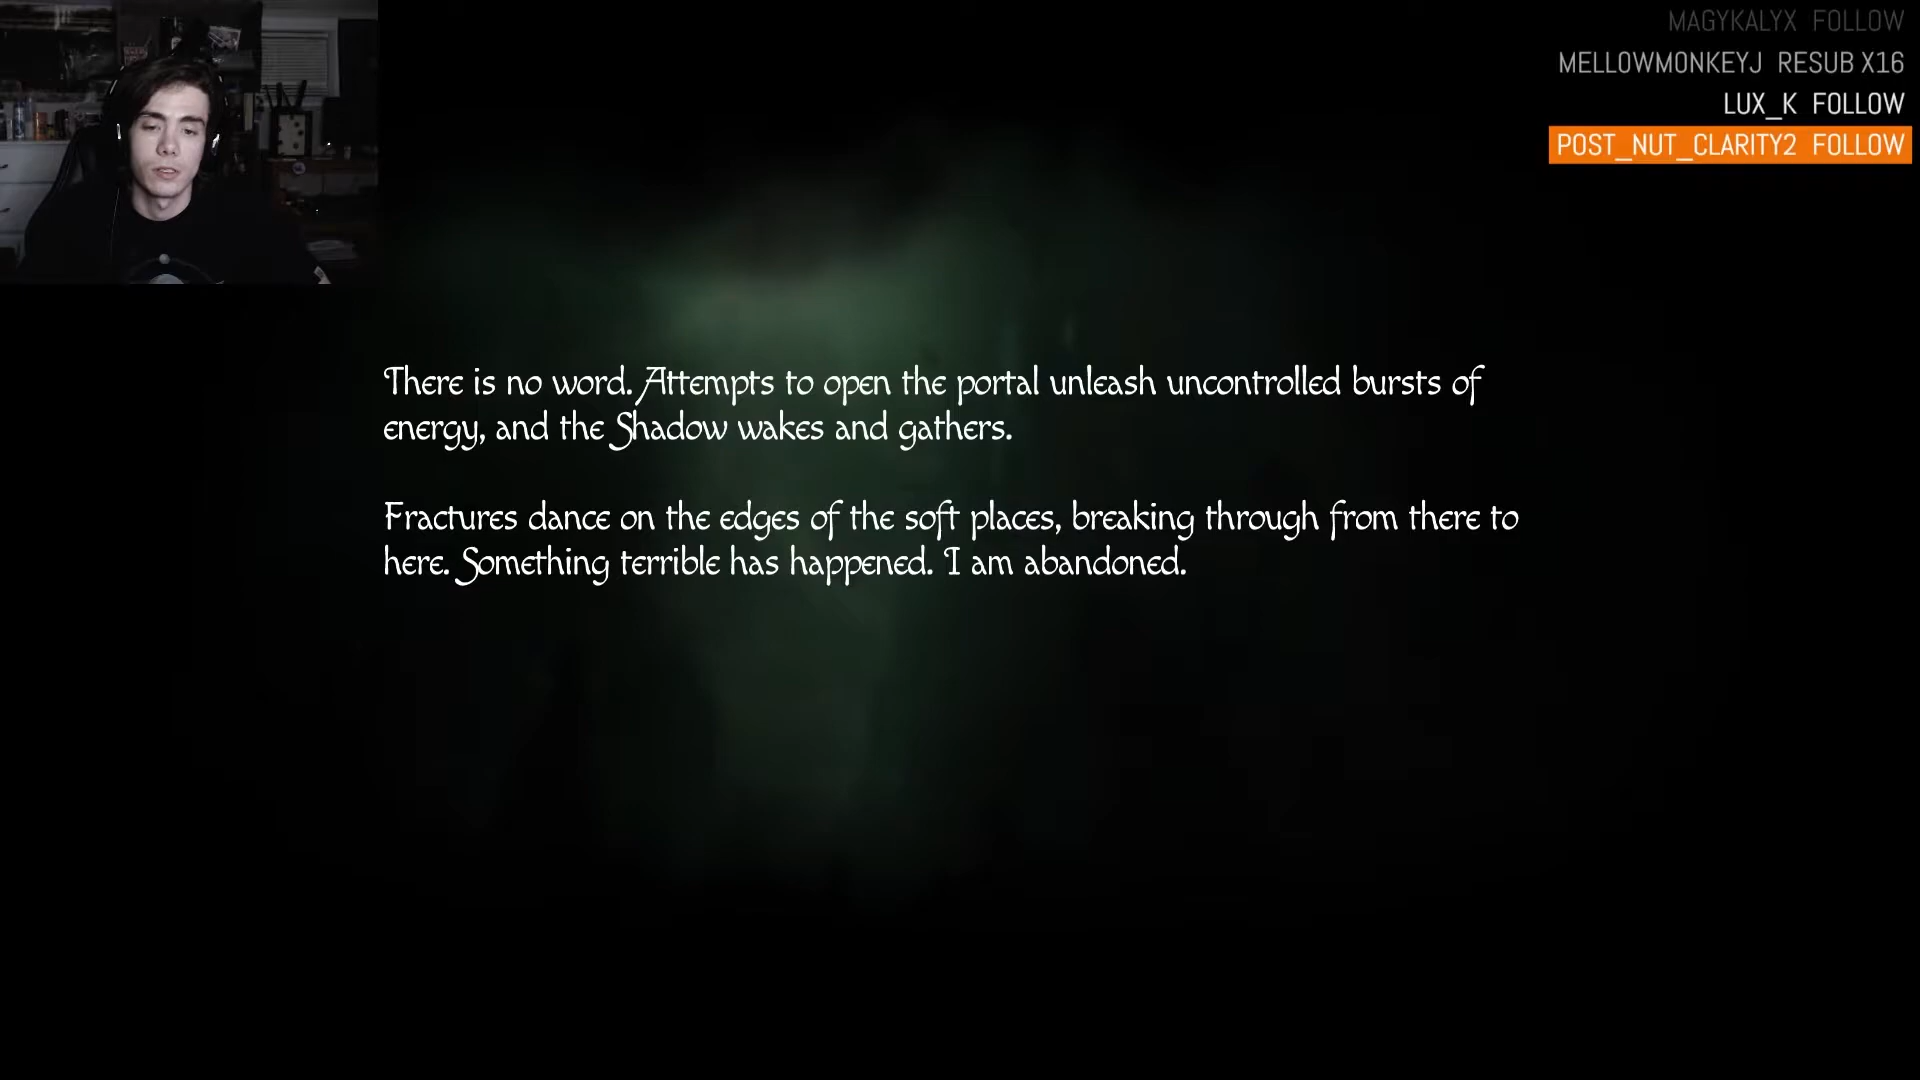 MAGYKALYX FOLLOW
MELLOWMONKEYJ RESUB X16
LUX_K FOLLOW
POST_NUT_CLARITY2 FOLLOW
There is no word. Attempts to open the portal unleash uncontrolled bursts of
energy, and the Shadow wakes and gathers.
Fractures dance on the edges of the soft places, breaking through from there to
here. Something terrible has happened. I am abandoned.